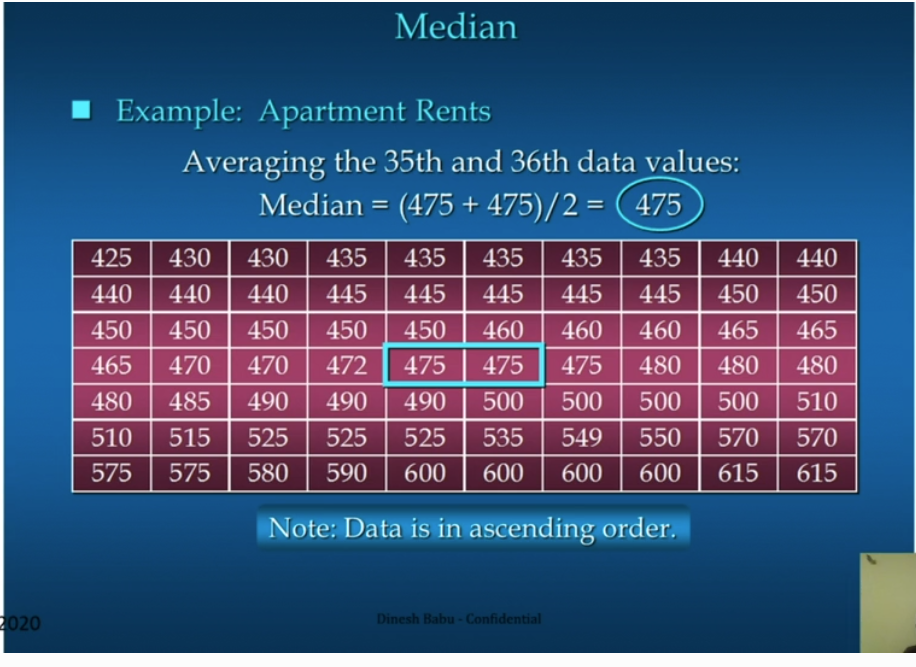 Median
Example: Apartment Rents
Averaging the 35th and 36th data values:
Median = (475 + 475)/2 = 475
425 430 430 435 435 435 435 435 440 440
440 440 440 445 445 445 445 445 450 450
450 450 450 450 450 460 460 460 465 465
465 470 470 472 475 475 475 480 480 480
480 485 490 490 490 500 500 500 500 510
510 515 525 525 525 535 549 550 570 570
575 575 580 590 600 600 600 600 615 615
Note: Data is in ascending order.
2020
Dinesh Babu - Confidential